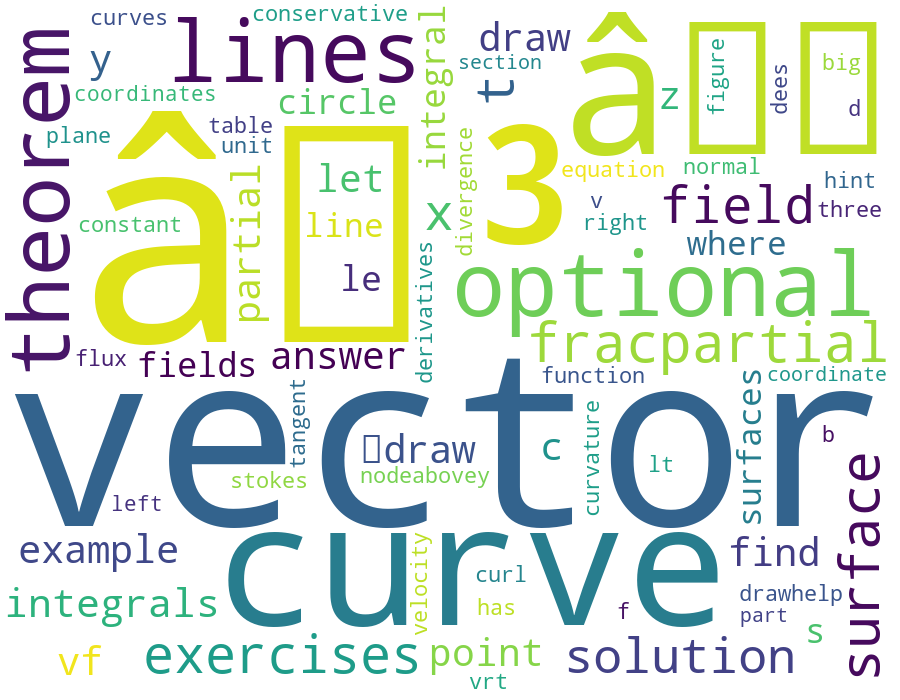 curves
conservative
lines
draw
y
section
coordinates
circle
t
z
â
figure
dees
big
d
theorem
integral
plane
table
unit
â
3
let
equation
normal
hint
line
partial
x
v
right
field
three
constant
divergence
where
le
derivatives
optional
flux
fields
answer
fracpartial
function
coordinate
vector
tangent
draw
c
curvature
lt
surfaces
b
stokes
nodeabovey
left
curve
example
find
surface
velocity
curl
integrals
has
f
drawhelp
part
s
vf
exercises
point
solution
vrt